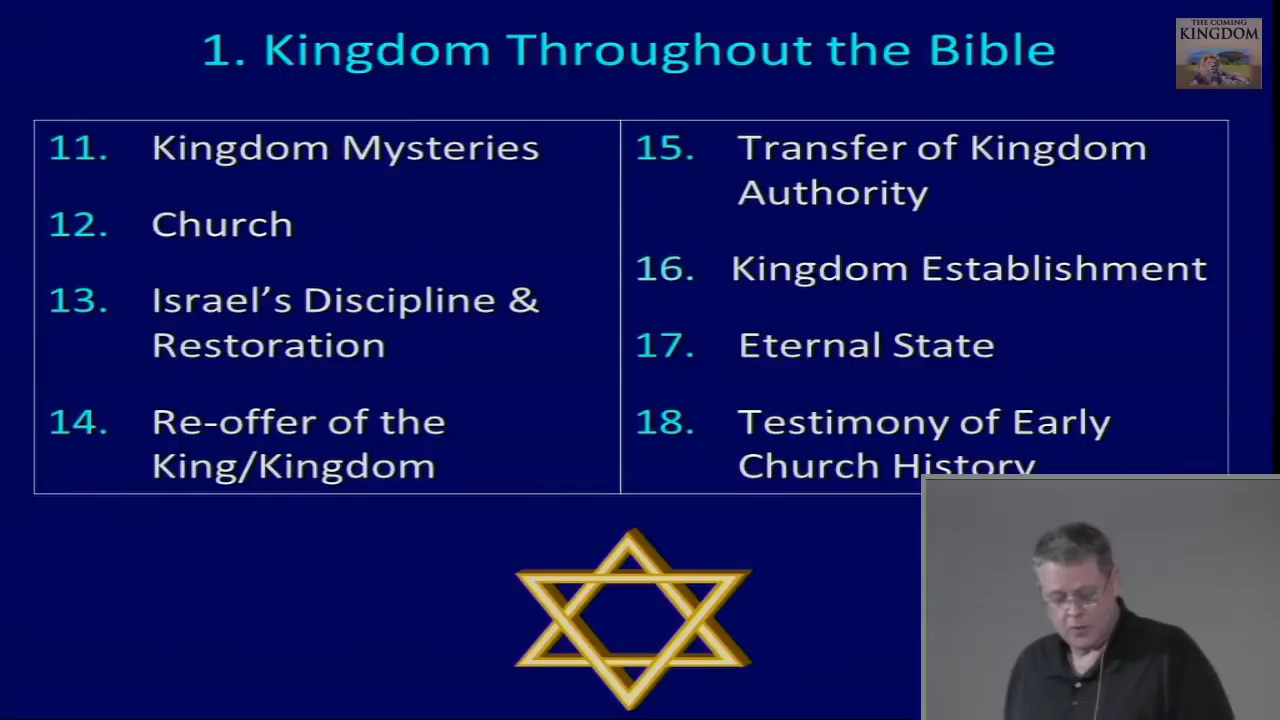 1. Kingdom Throughout the Bible
THE COMING
KINGDOM
11. Kingdom Mysteries
12. Church
13. Israel’s Discipline &
Restoration
14. Re-offer of the
King/Kingdom
15. Transfer of Kingdom
Authority
16. Kingdom Establishment
17. Eternal State
18. Testimony of Early
Church History